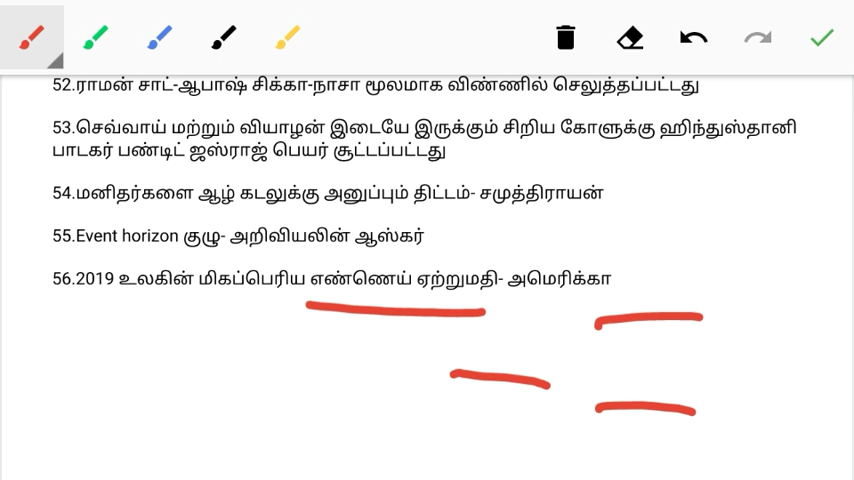 52.ராமன் சாட்-ஆபாஷ் சிக்கா-நாசா மூலமாக விண்ணில் செலுத்தப்பட்டது
53.செவ்வாய் மற்றும் வியாழன் இடையே இருக்கும் சிறிய கோளுக்கு ஹிந்துஸ்தானி
பாடகர் பண்டிட் ஜஸ்ராஜ் பெயர் சூட்டப்பட்டது
54.மனிதர்களை ஆழ் கடலுக்கு அனுப்பும் திட்டம்- சமுத்திராயன்
55.Event horizon குழு- அறிவியலின் ஆஸ்கர்
56.2019 உலகின் மிகப்பெரிய எண்ணெய் ஏற்றுமதி- அமெரிக்கா